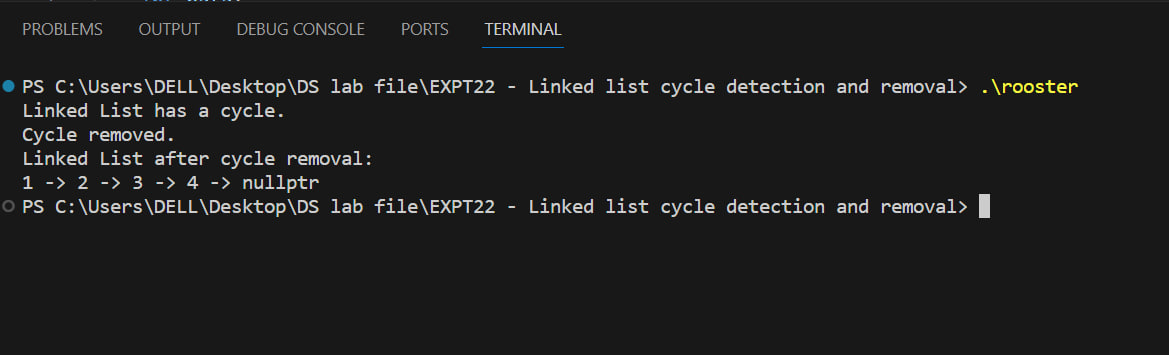 PROBLEMS OUTPUT DEBUG CONSOLE PORTS TERMINAL
PS C:\Users\DELL\Desktop\DS lab file\EXPT22 - Linked list cycle detection and removal> .\rooster
Linked List has a cycle.
Cycle removed.
Linked List after cycle removal:
1 -> 2 -> 3 -> 4 -> nullptr
PS C:\Users\DELL\Desktop\DS lab file\EXPT22 - Linked list cycle detection and removal>